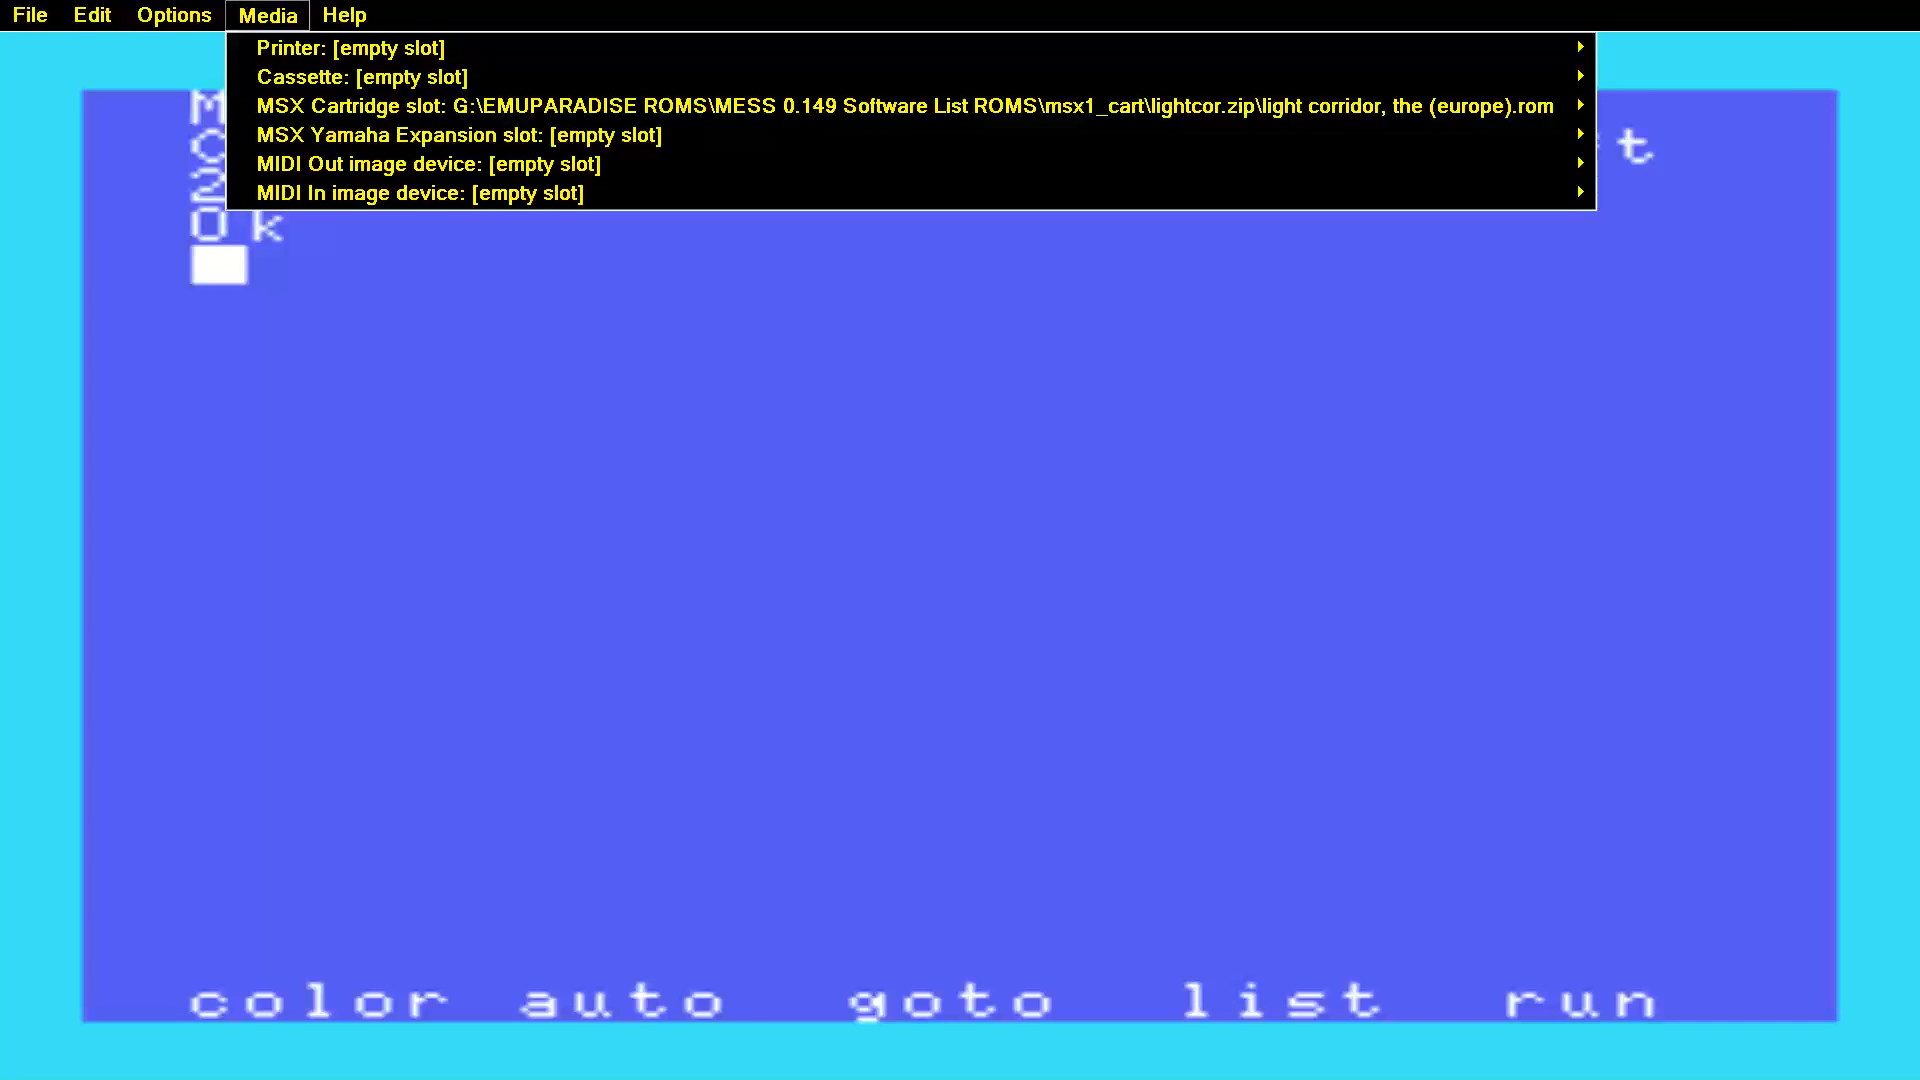 File Edit Options Media Help
Printer: [empty slot]
Cassette: [empty slot]
MSX Cartridge slot: G:\EMUPARADISE ROMS\MESS 0.149 Software List ROMS\msx1_cart\lightcor.zip\light corridor, the (europe).rom
MSX Yamaha Expansion slot: [empty slot]
MIDI Out image device: [empty slot]
MIDI In image device: [empty slot]
Ok
color auto goto list run